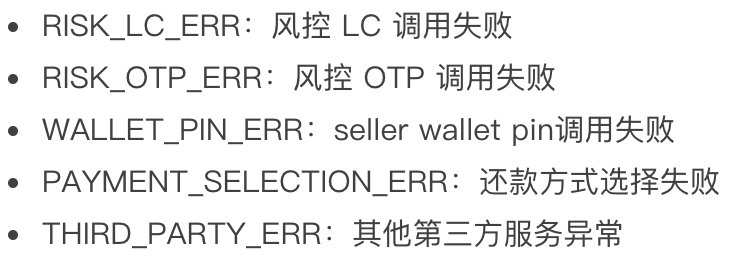 • RISK_LC_ERR：风控 LC 调用失败
• RISK_OTP_ERR：风控 OTP 调用失败
• WALLET_PIN_ERR：seller wallet pin调用失败
• PAYMENT_SELECTION_ERR：还款方式选择失败
• THIRD_PARTY_ERR：其他第三方服务异常